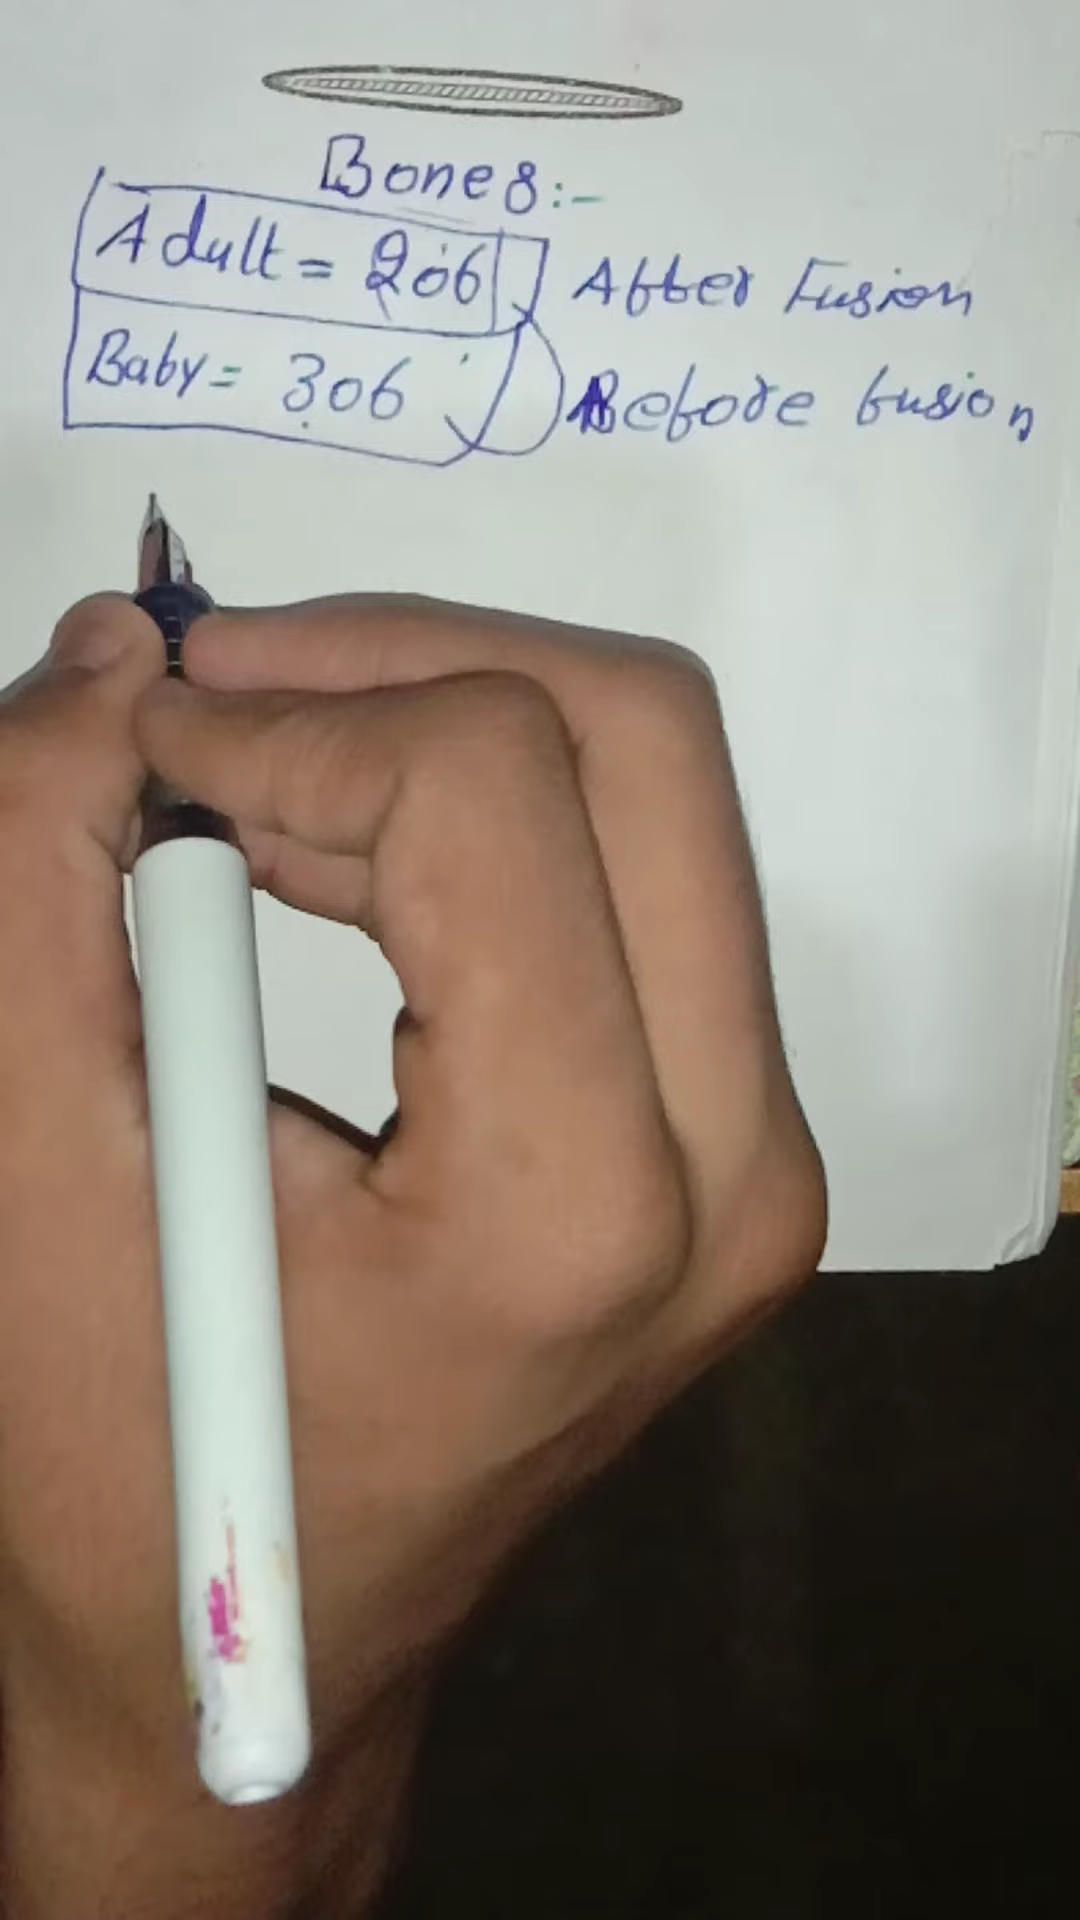 Bones:-
Adult = 206 After Fusion
Baby = 306 Before fusion